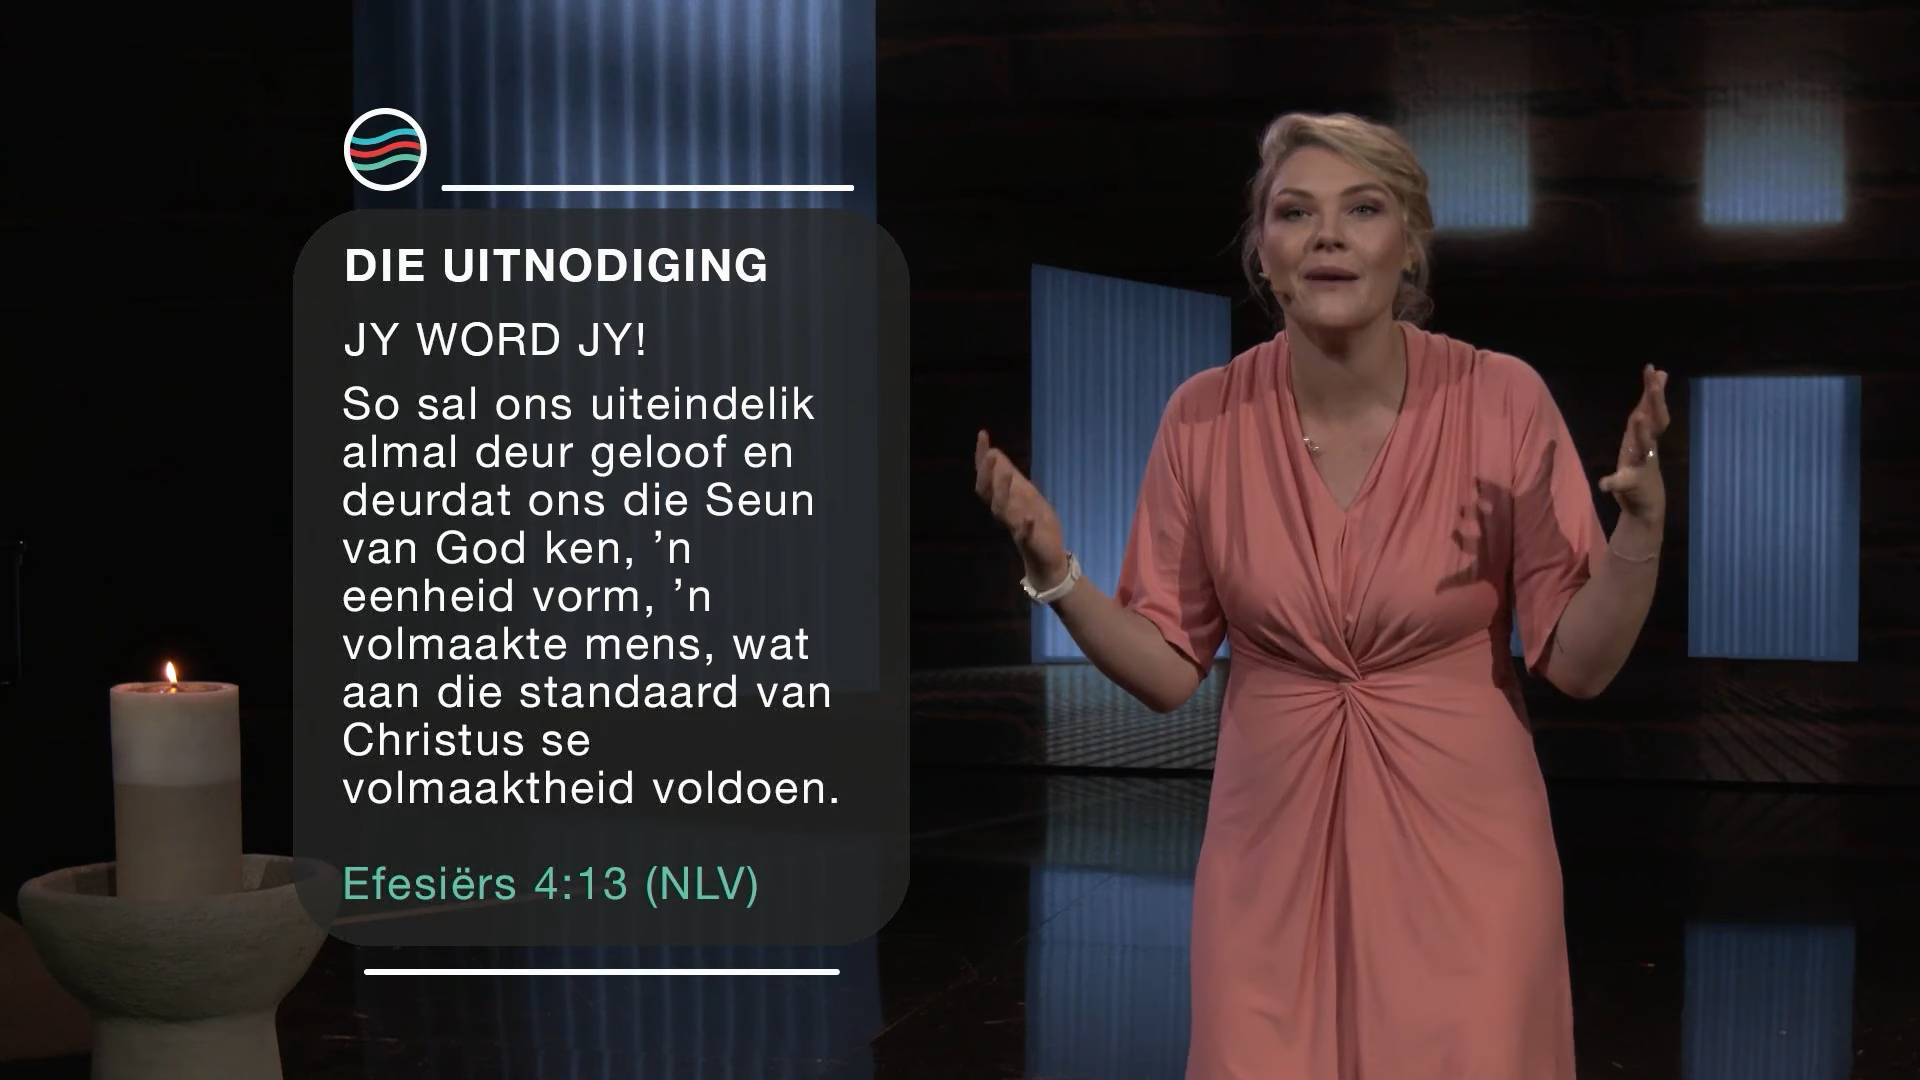 DIE UITNODIGING
JY WORD JY!
So sal ons uiteindelik
almal deur geloof en
deurdat ons die Seun
van God ken, ’n
eenheid vorm, ’n
volmaakte mens, wat
aan die standaard van
Christus se
volmaaktheid voldoen.
Efesiërs 4:13 (NLV)